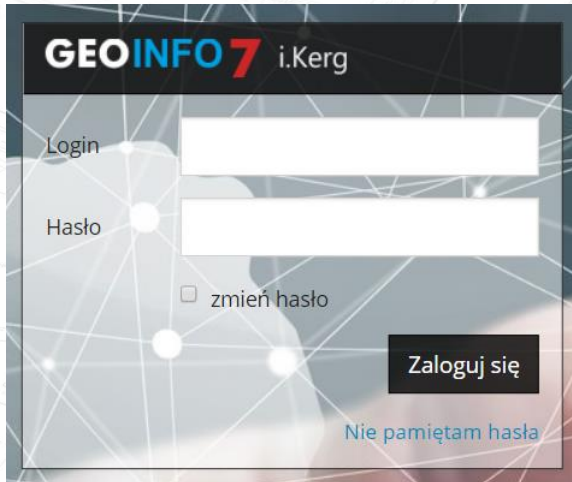 GEOINFO 7 i.Kerg
Login
Hasło
zmień hasło
Zaloguj się
Nie pamiętam hasła